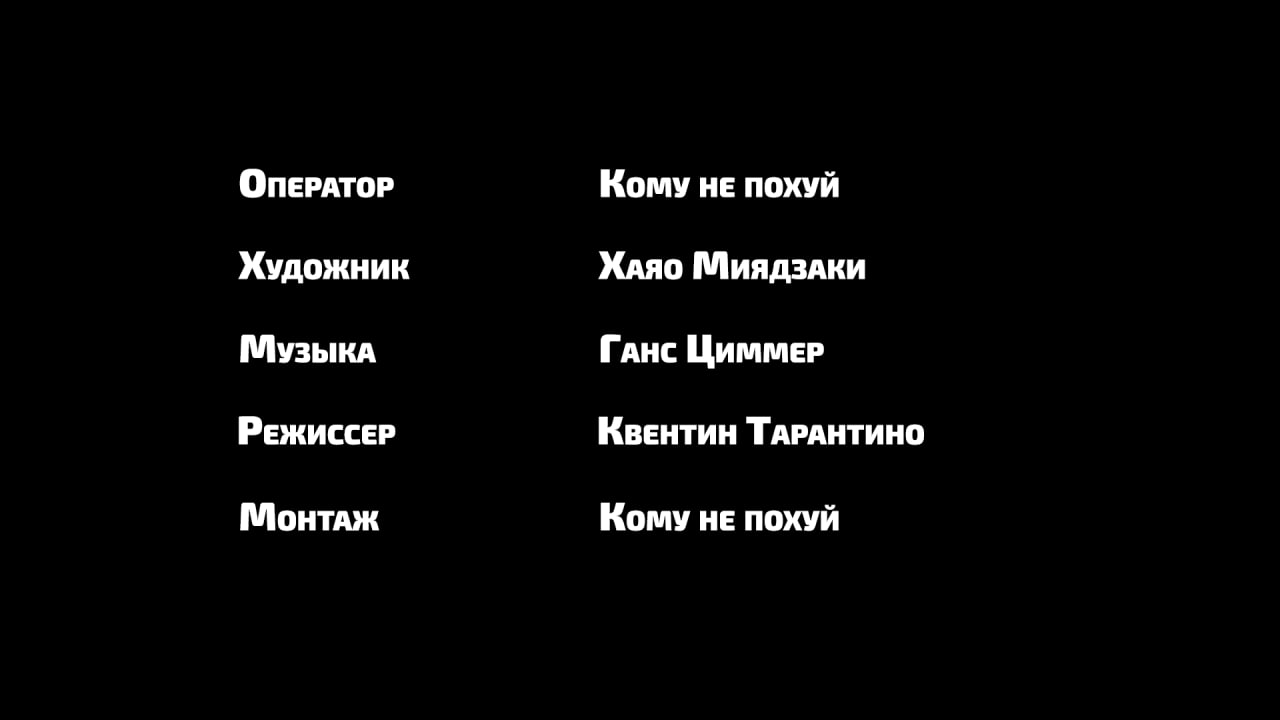 Оператор Кому не похуй
Художник Хаяо Миядзаки
Музыка Ганс Циммер
Режиссер Квентин Тарантино
Монтаж Кому не похуй